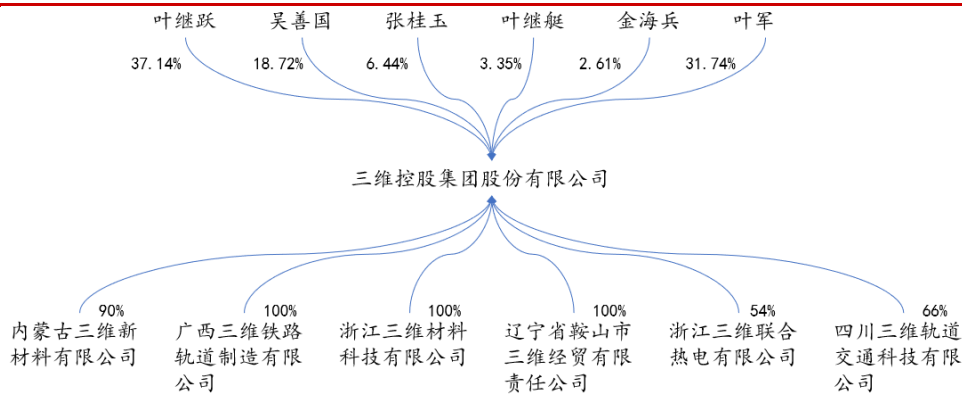 叶继跃 吴善国 张桂玉 叶继艇 金海兵 叶军
37.14% 18.72% 6.44% 3.35% 2.61% 31.74%
三维控股集团股份有限公司
90% 100% 100% 100% 54% 66%
内蒙古三维新 广西三维铁路 浙江三维材料 辽宁省鞍山市 浙江三维联合 四川三维轨道
材料有限公司 轨道制造有限 科技有限公司 三维经贸有限 热电有限公司 交通科技有限
公司 责任公司 公司